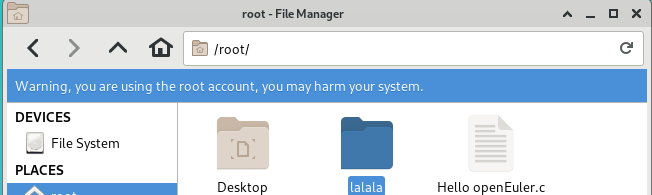 root - File Manager
/root/
Warning, you are using the root account, you may harm your system.
DEVICES
File System
PLACES
root
Desktop
lalala
Hello openEuler.c